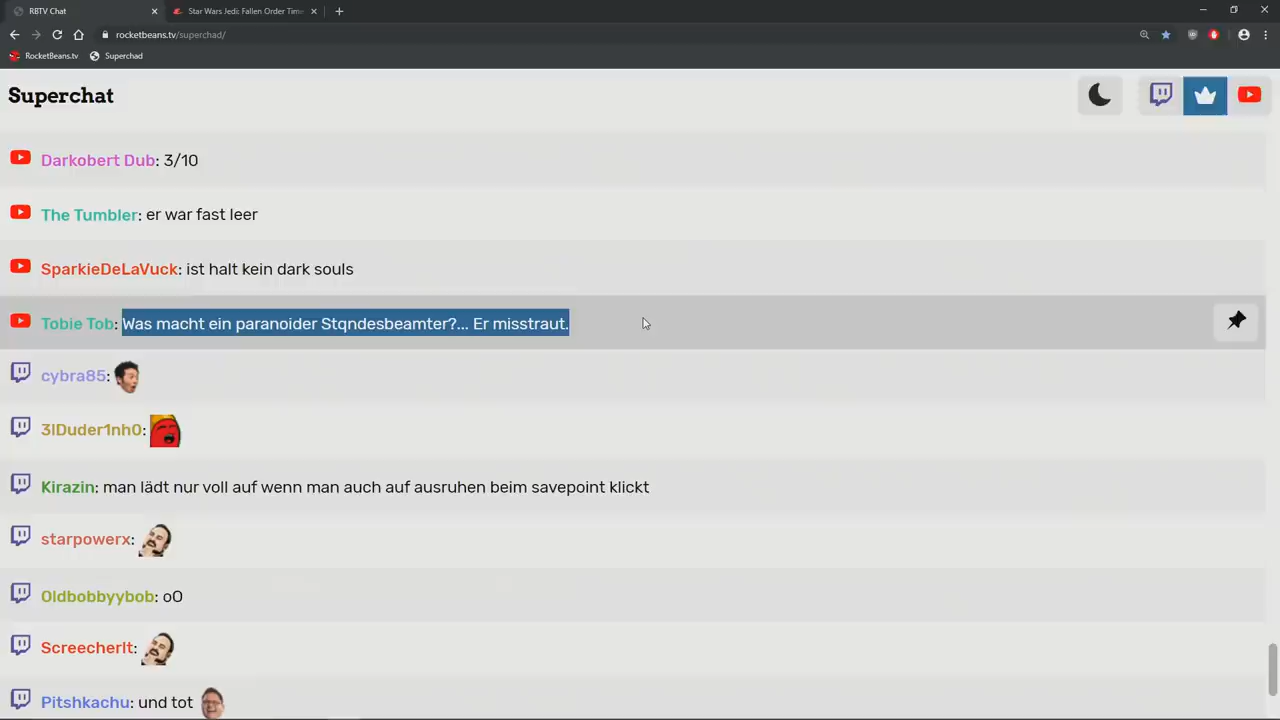 RBTV Chat
Star Wars Jedi: Fallen Order Time
rocketbeans.tv/superchad/
RocketBeans.tv
Superchad
Superchat
Darkobert Dub: 3/10
The Tumbler: er war fast leer
SparkieDeLaVuck: ist halt kein dark souls
Tobie Tob: Was macht ein paranoider Stqndesbeamter?... Er misstraut.
cybra85:
3lDuder1nh0:
Kirazin: man lädt nur voll auf wenn man auch auf ausruhen beim savepoint klickt
starpowerx:
Oldbobbyybob: oO
ScreecherIt:
Pitshkachu: und tot